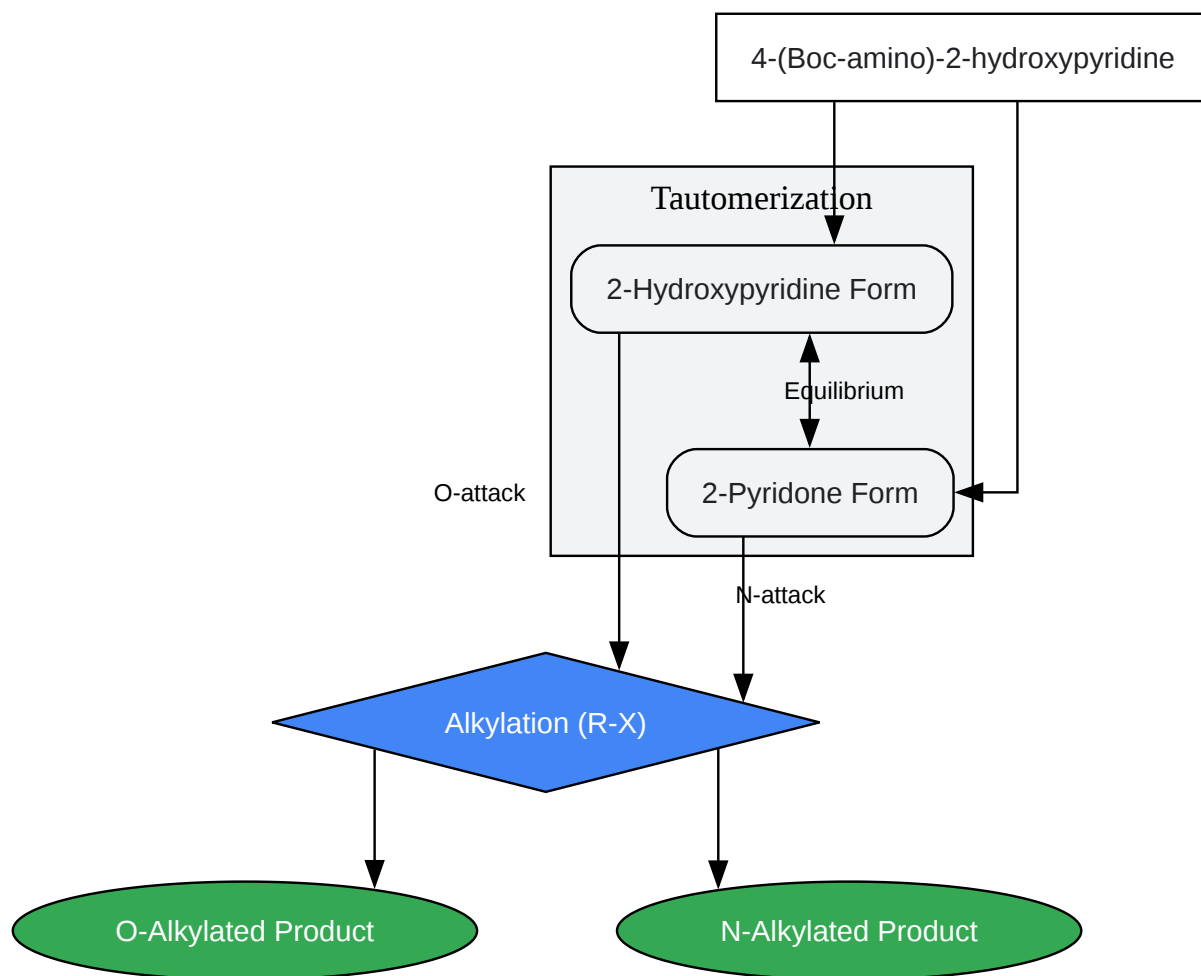 4-(Boc-amino)-2-hydroxypyridine
Tautomerization
2-Hydroxypyridine Form
Equilibrium
2-Pyridone Form
O-attack
N-attack
Alkylation (R-X)
O-Alkylated Product
N-Alkylated Product